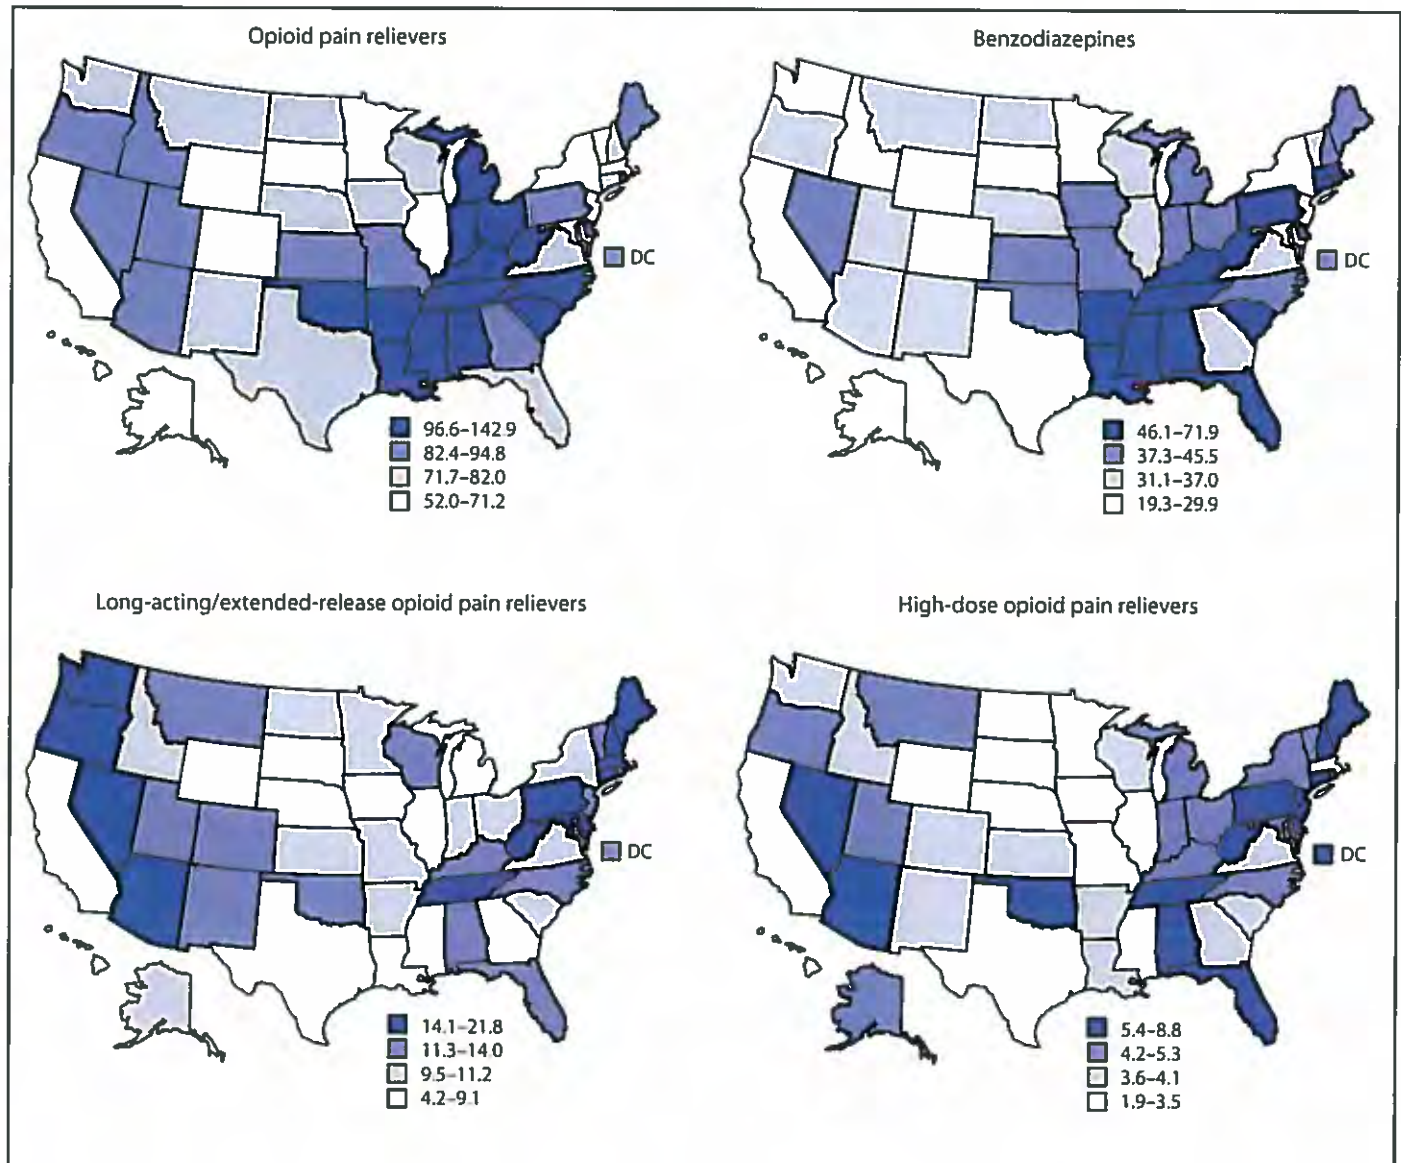 Opioid pain relievers
DC
96.6–142.9
82.4–94.8
71.7–82.0
52.0–71.2
Benzodiazepines
DC
46.1–71.9
37.3–45.5
31.1–37.0
19.3–29.9
Long-acting/extended-release opioid pain relievers
DC
14.1–21.8
11.3–14.0
9.5–11.2
4.2–9.1
High-dose opioid pain relievers
DC
5.4–8.8
4.2–5.3
3.6–4.1
1.9–3.5